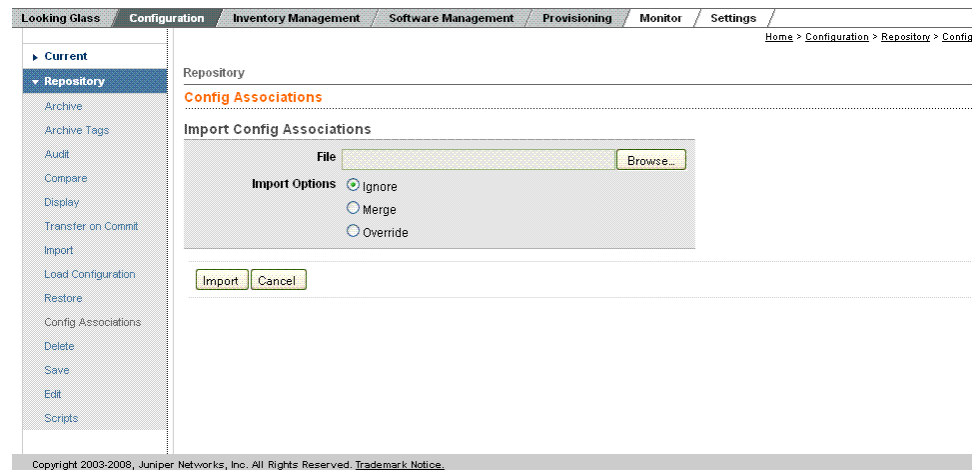 Looking Glass / Configuration / Inventory Management / Software Management / Provisioning / Monitor / Settings /
Home > Configuration > Repository > Config
Current
Repository
Archive
Archive Tags
Audit
Compare
Display
Transfer on Commit
Import
Load Configuration
Restore
Config Associations
Delete
Save
Edit
Scripts
Repository
Config Associations
Import Config Associations
File Browse...
Import Options Ignore
Merge
Override
Import Cancel
Copyright 2003-2008, Juniper Networks, Inc. All Rights Reserved. Trademark Notice.